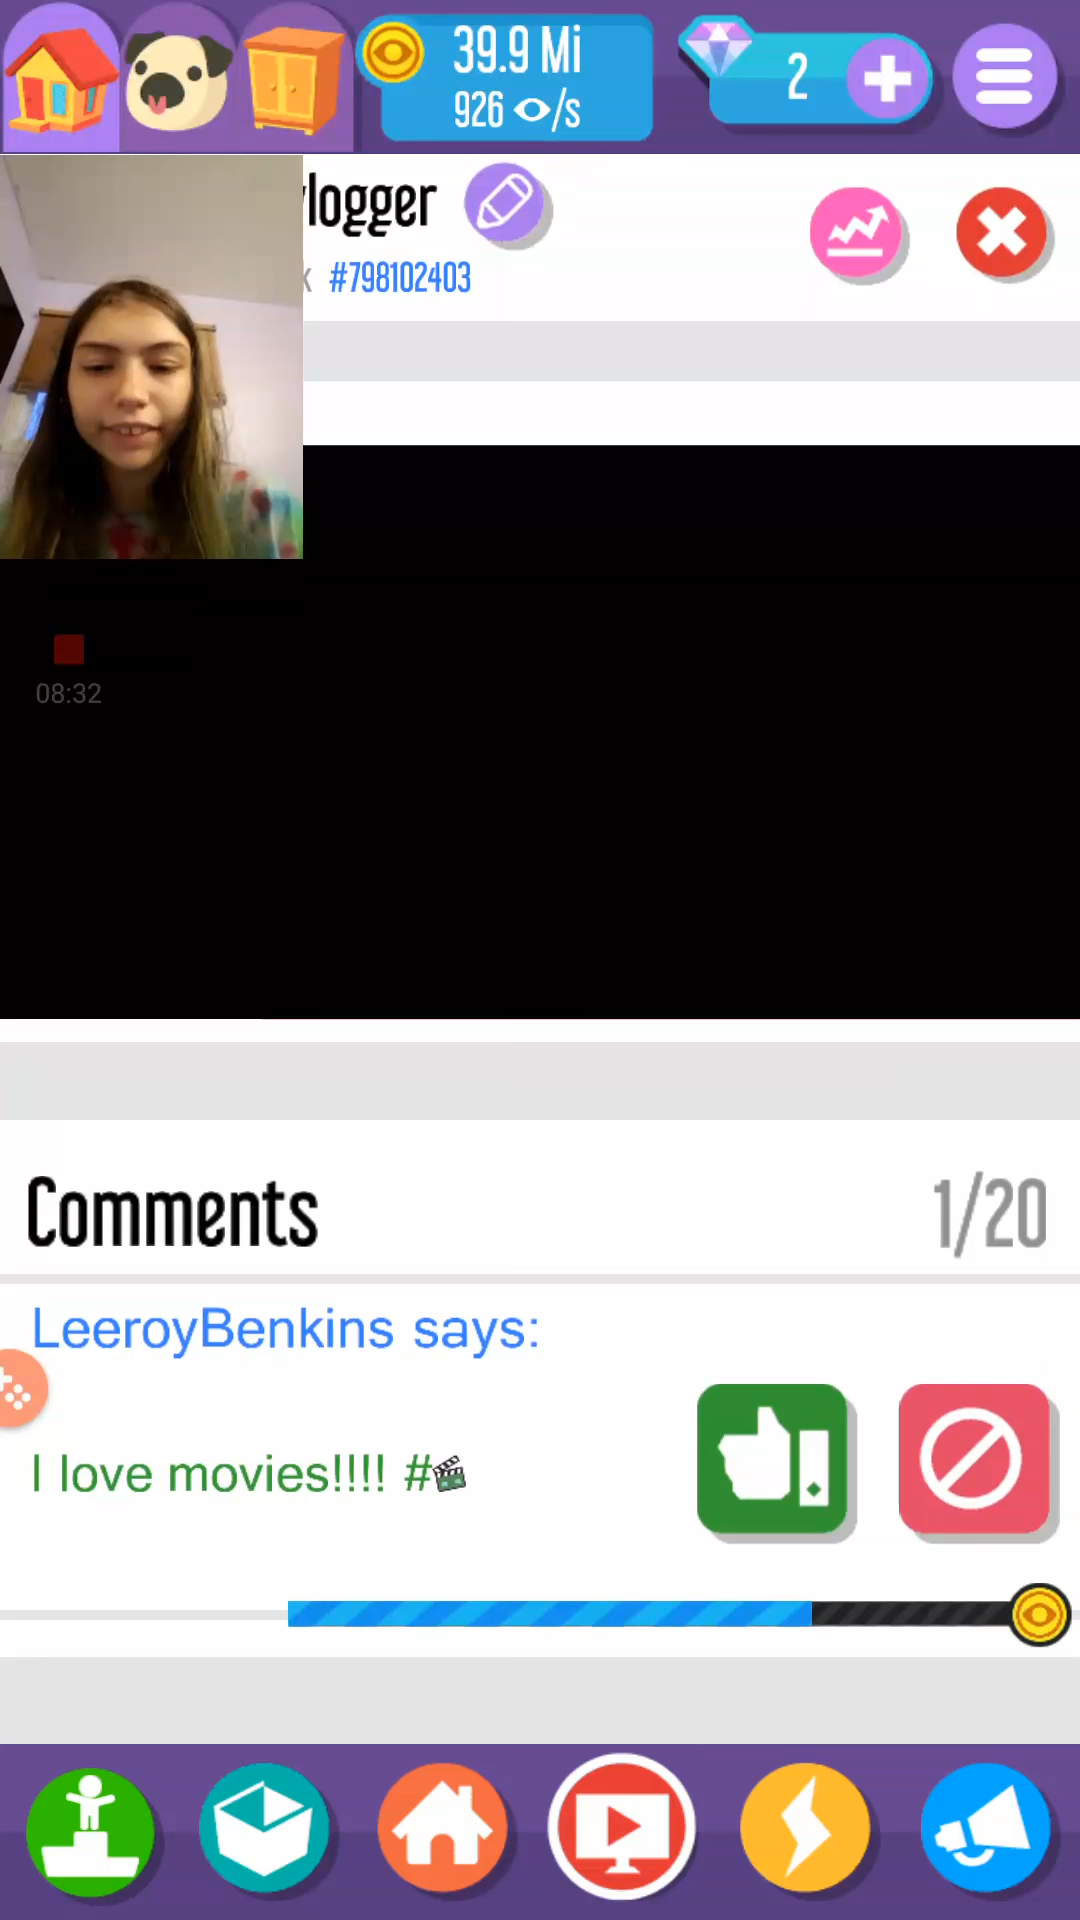 39.9 Mi
926 /s
2
logger
#798102403
08:32
Comments
1/20
LeeroyBenkins says:
I love movies!!!! #🎬